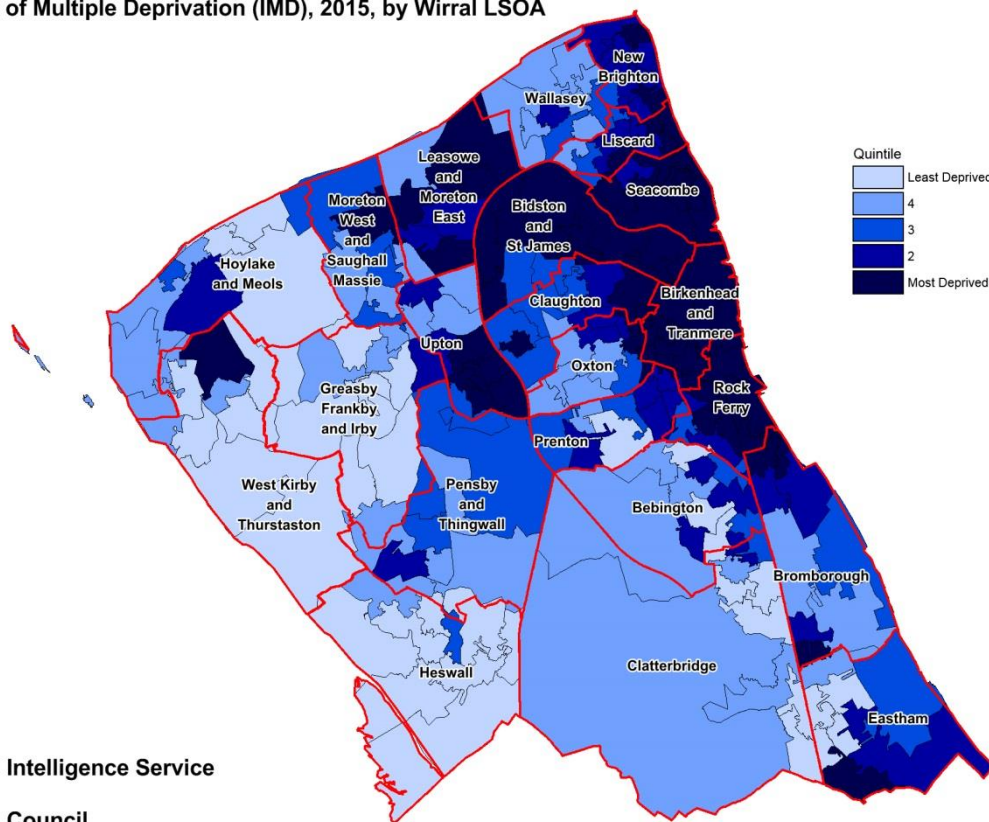 of Multiple Deprivation (IMD), 2015, by Wirral LSOA
New
Brighton
Wallasey
Liscard
Leasowe
and
Moreton
East
Seacombe
Moreton
West
and
Saughall
Massie
Bidston
and
St James
Hoylake
and Meols
Claughton
Birkenhead
and
Tranmere
Upton
Oxton
Greasby
Frankby
and Irby
Rock
Ferry
Prenton
West Kirby
and
Thurstaston
Pensby
and
Thingwall
Bebington
Bromborough
Clatterbridge
Heswall
Eastham
Quintile
Least Deprived
4
3
2
Most Deprived
Intelligence Service
Council